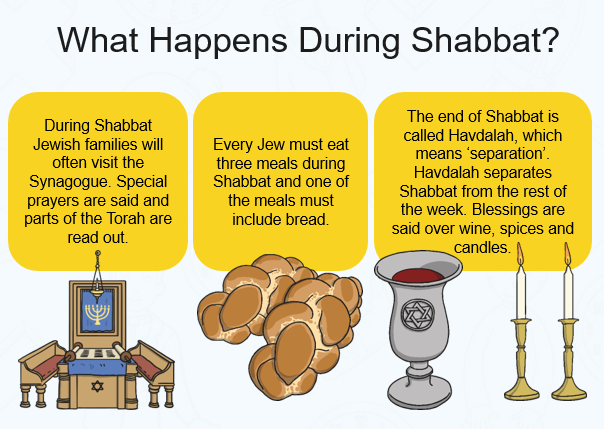 What Happens During Shabbat?
During Shabbat
Jewish families will
often visit the
Synagogue. Special
prayers are said and
parts of the Torah are
read out.
Every Jew must eat
three meals during
Shabbat and one of
the meals must
include bread.
The end of Shabbat is
called Havdalah, which
means ‘separation’.
Havdalah separates
Shabbat from the rest of
the week. Blessings are
said over wine, spices and
candles.